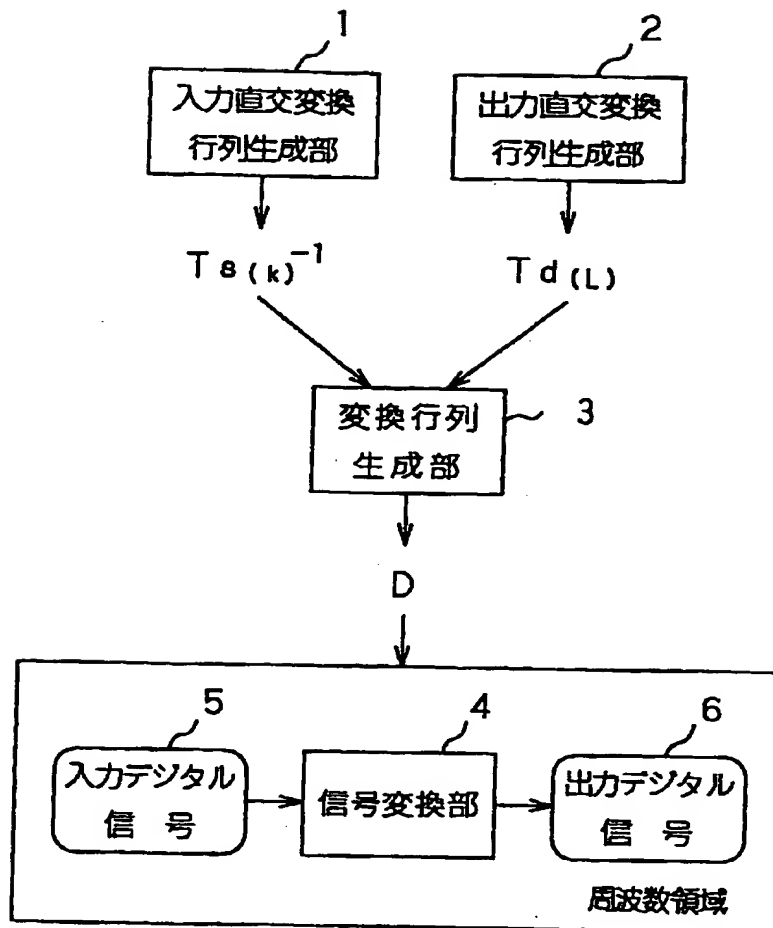 1
2
入力直交変換
行列生成部
出力直交変換
行列生成部
Ts(k)⁻¹
Td(L)
変換行列
生成部
3
D
5
4
6
入力デジタル
信号
信号変換部
出力デジタル
信号
周波数領域